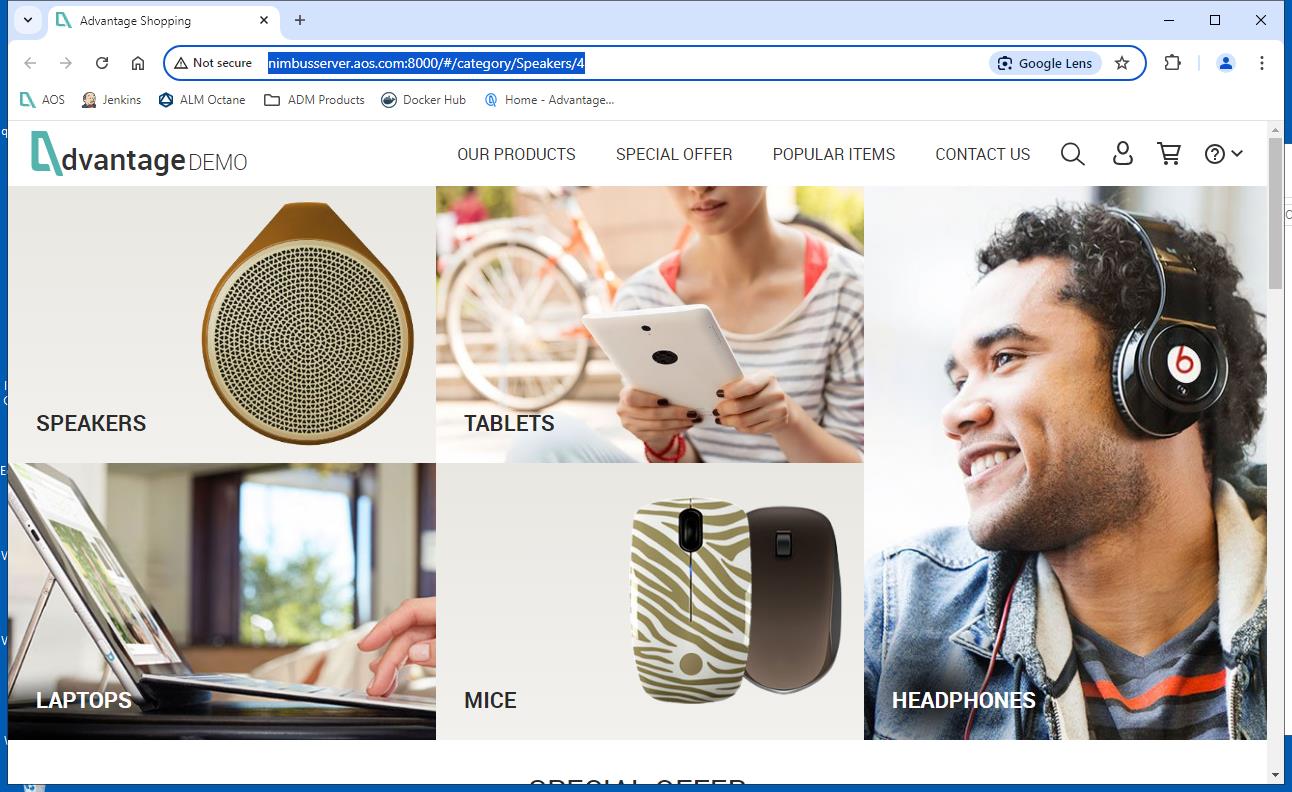 Advantage Shopping
Not secure
nimbusserver.aos.com:8000/#/category/Speakers/4
Google Lens
AOS
Jenkins
ALM Octane
ADM Products
Docker Hub
Home - Advantage...
dvantage DEMO
OUR PRODUCTS
SPECIAL OFFER
POPULAR ITEMS
CONTACT US
SPEAKERS
TABLETS
LAPTOPS
MICE
HEADPHONES
SPECIAL OFFER